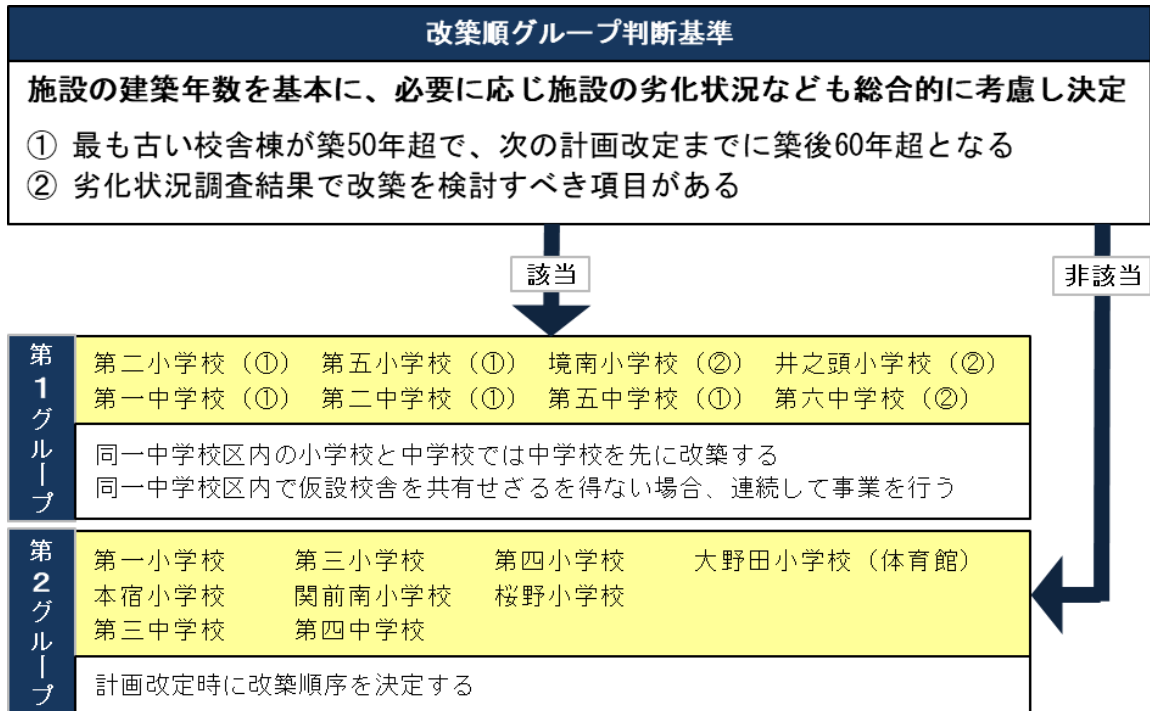 改築順グループ判断基準
施設の建築年数を基本に、必要に応じ施設の劣化状況なども総合的に考慮し決定
① 最も古い校舎棟が築50年超で、次の計画改定までに築後60年超となる
② 劣化状況調査結果で改築を検討すべき項目がある
該当
非該当
第1グループ
第二小学校（①） 第五小学校（①） 境南小学校（②） 井之頭小学校（②）
第一中学校（①） 第二中学校（①） 第五中学校（①） 第六中学校（②）
同一中学校区内の小学校と中学校では中学校を先に改築する
同一中学校区内で仮設校舎を共有せざるを得ない場合、連続して事業を行う
第2グループ
第一小学校 第三小学校 第四小学校 大野田小学校（体育館）
本宿小学校 関前南小学校 桜野小学校
第三中学校 第四中学校
計画改定時に改築順序を決定する